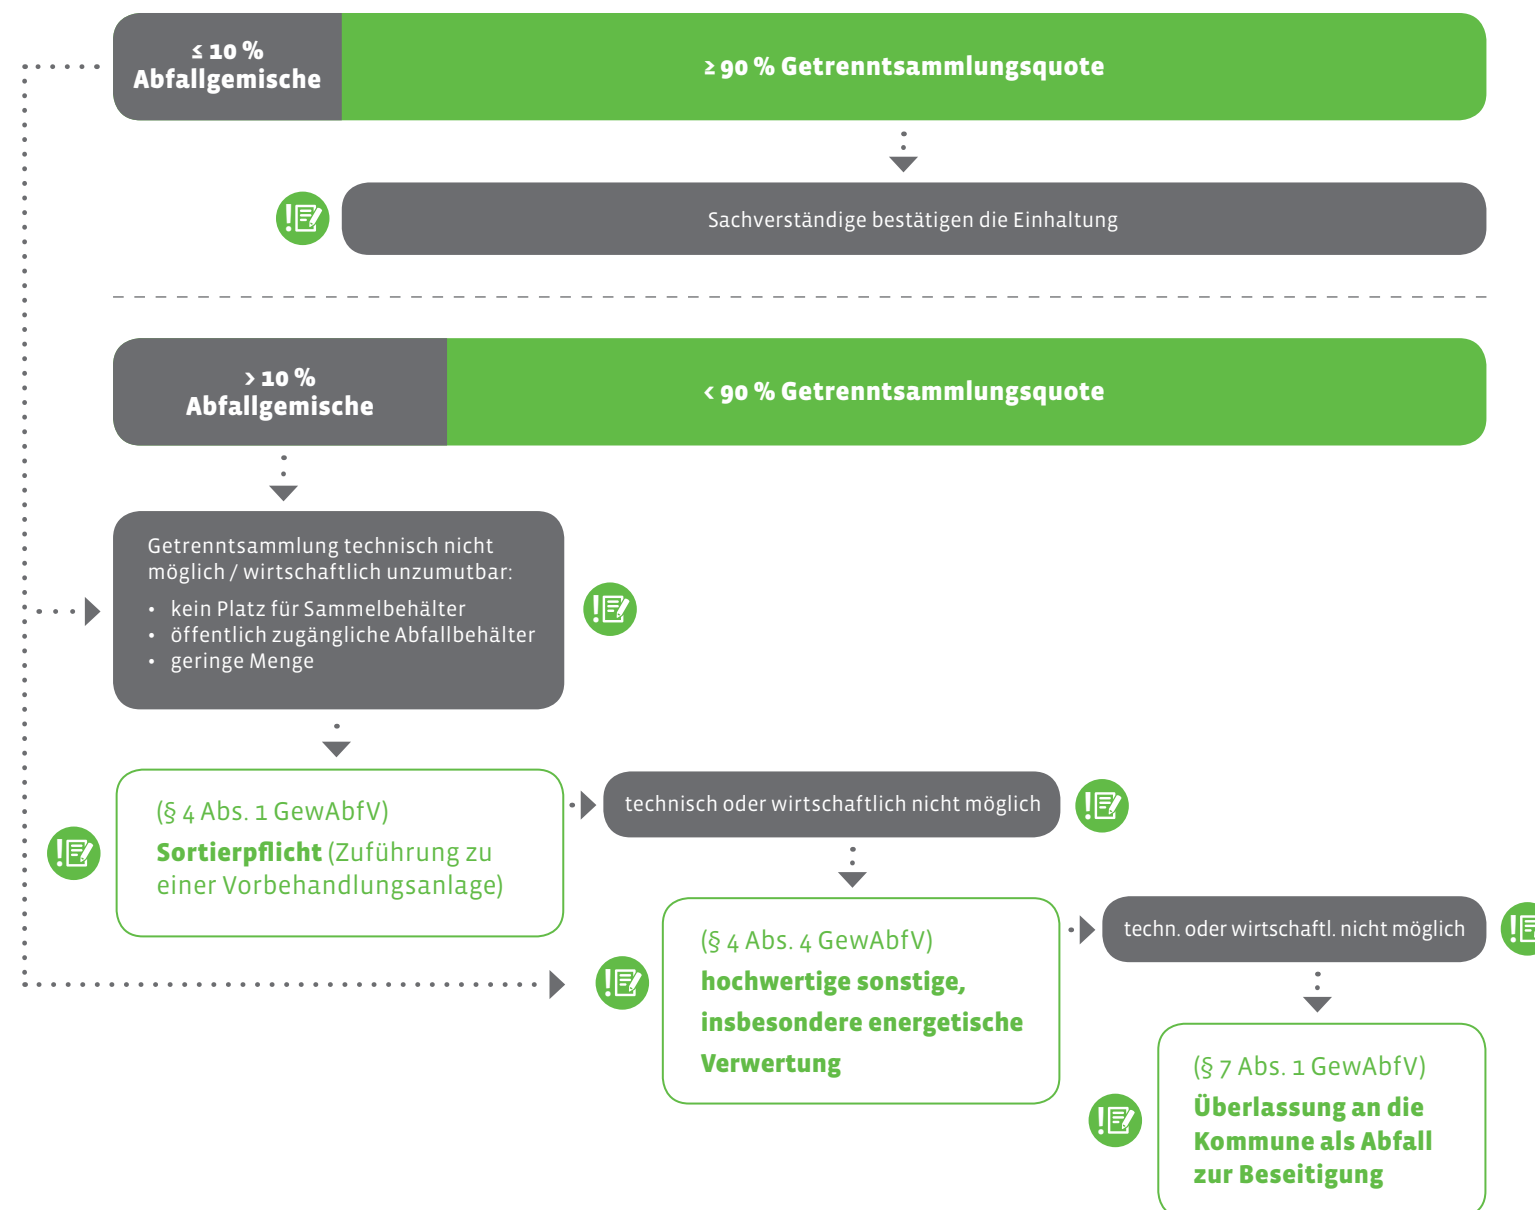 ≤ 10 %
Abfallgemische
≥ 90 % Getrenntsammlungsquote
Sachverständige bestätigen die Einhaltung
> 10 %
Abfallgemische
< 90 % Getrenntsammlungsquote
Getrenntsammlung technisch nicht
möglich / wirtschaftlich unzumutbar:
• kein Platz für Sammelbehälter
• öffentlich zugängliche Abfallbehälter
• geringe Menge
(§ 4 Abs. 1 GewAbfV)
Sortierpflicht (Zuführung zu
einer Vorbehandlungsanlage)
technisch oder wirtschaftlich nicht möglich
(§ 4 Abs. 4 GewAbfV)
hochwertige sonstige,
insbesondere energetische
Verwertung
techn. oder wirtschaftl. nicht möglich
(§ 7 Abs. 1 GewAbfV)
Überlassung an die
Kommune als Abfall
zur Beseitigung